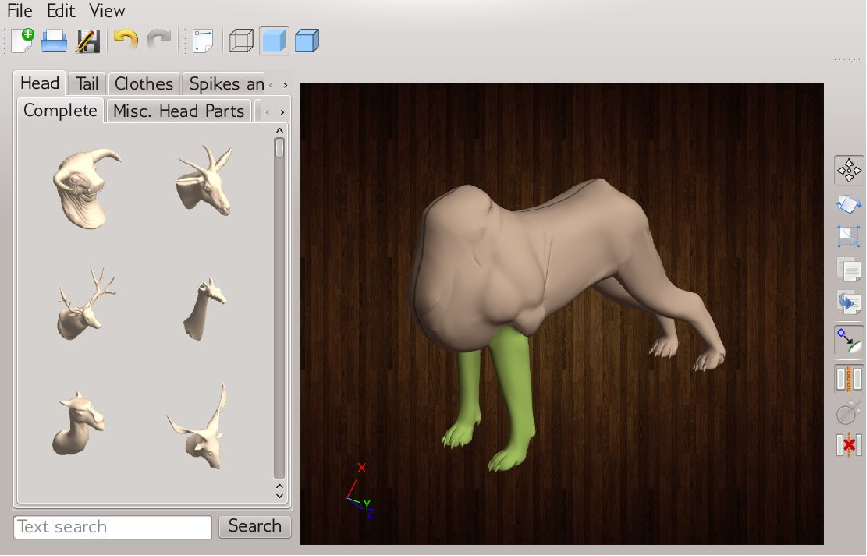 File Edit View
Head Tail Clothes Spikes an
Complete Misc. Head Parts
X
Y
Z
Text search Search